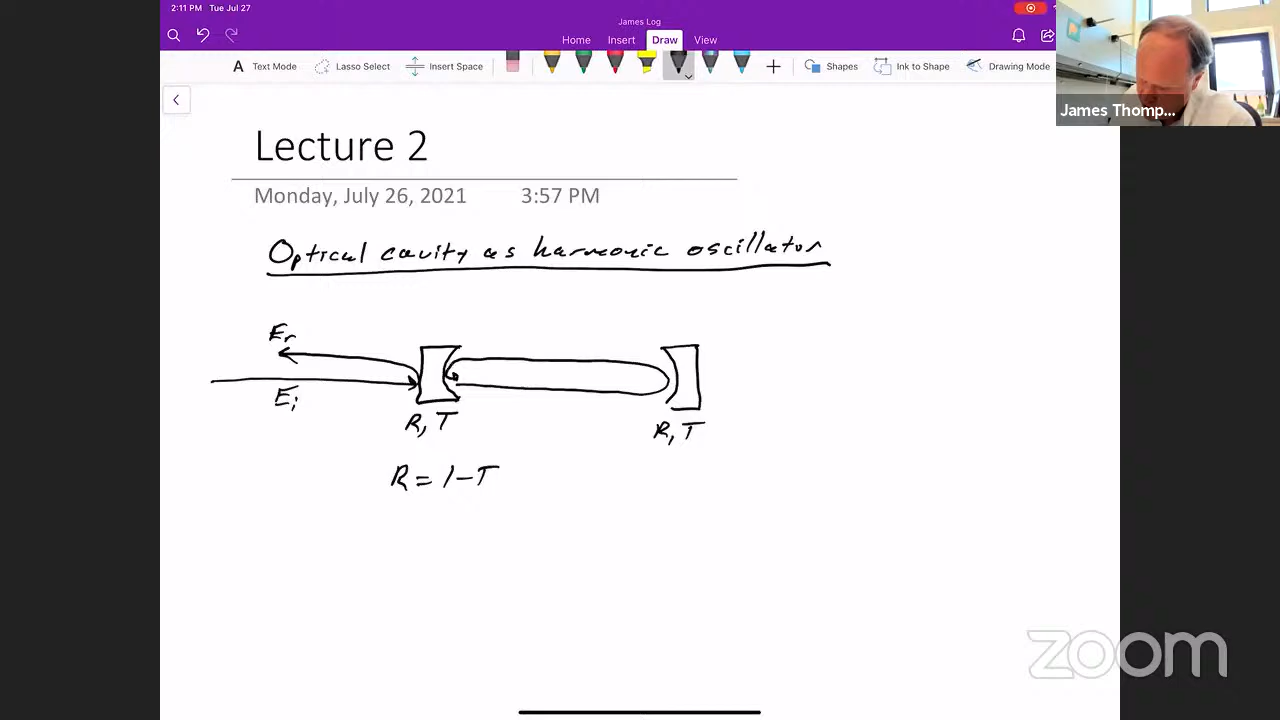 2:11 PM Tue Jul 27
James Log
Home Insert Draw View
Text Mode Lasso Select Insert Space Shapes Ink to Shape Drawing Mode
James Thomp...
Lecture 2
Monday, July 26, 2021 3:57 PM
Optical cavity as harmonic oscillator
Er
Ei
R, T
R, T
R = 1-T
zoom